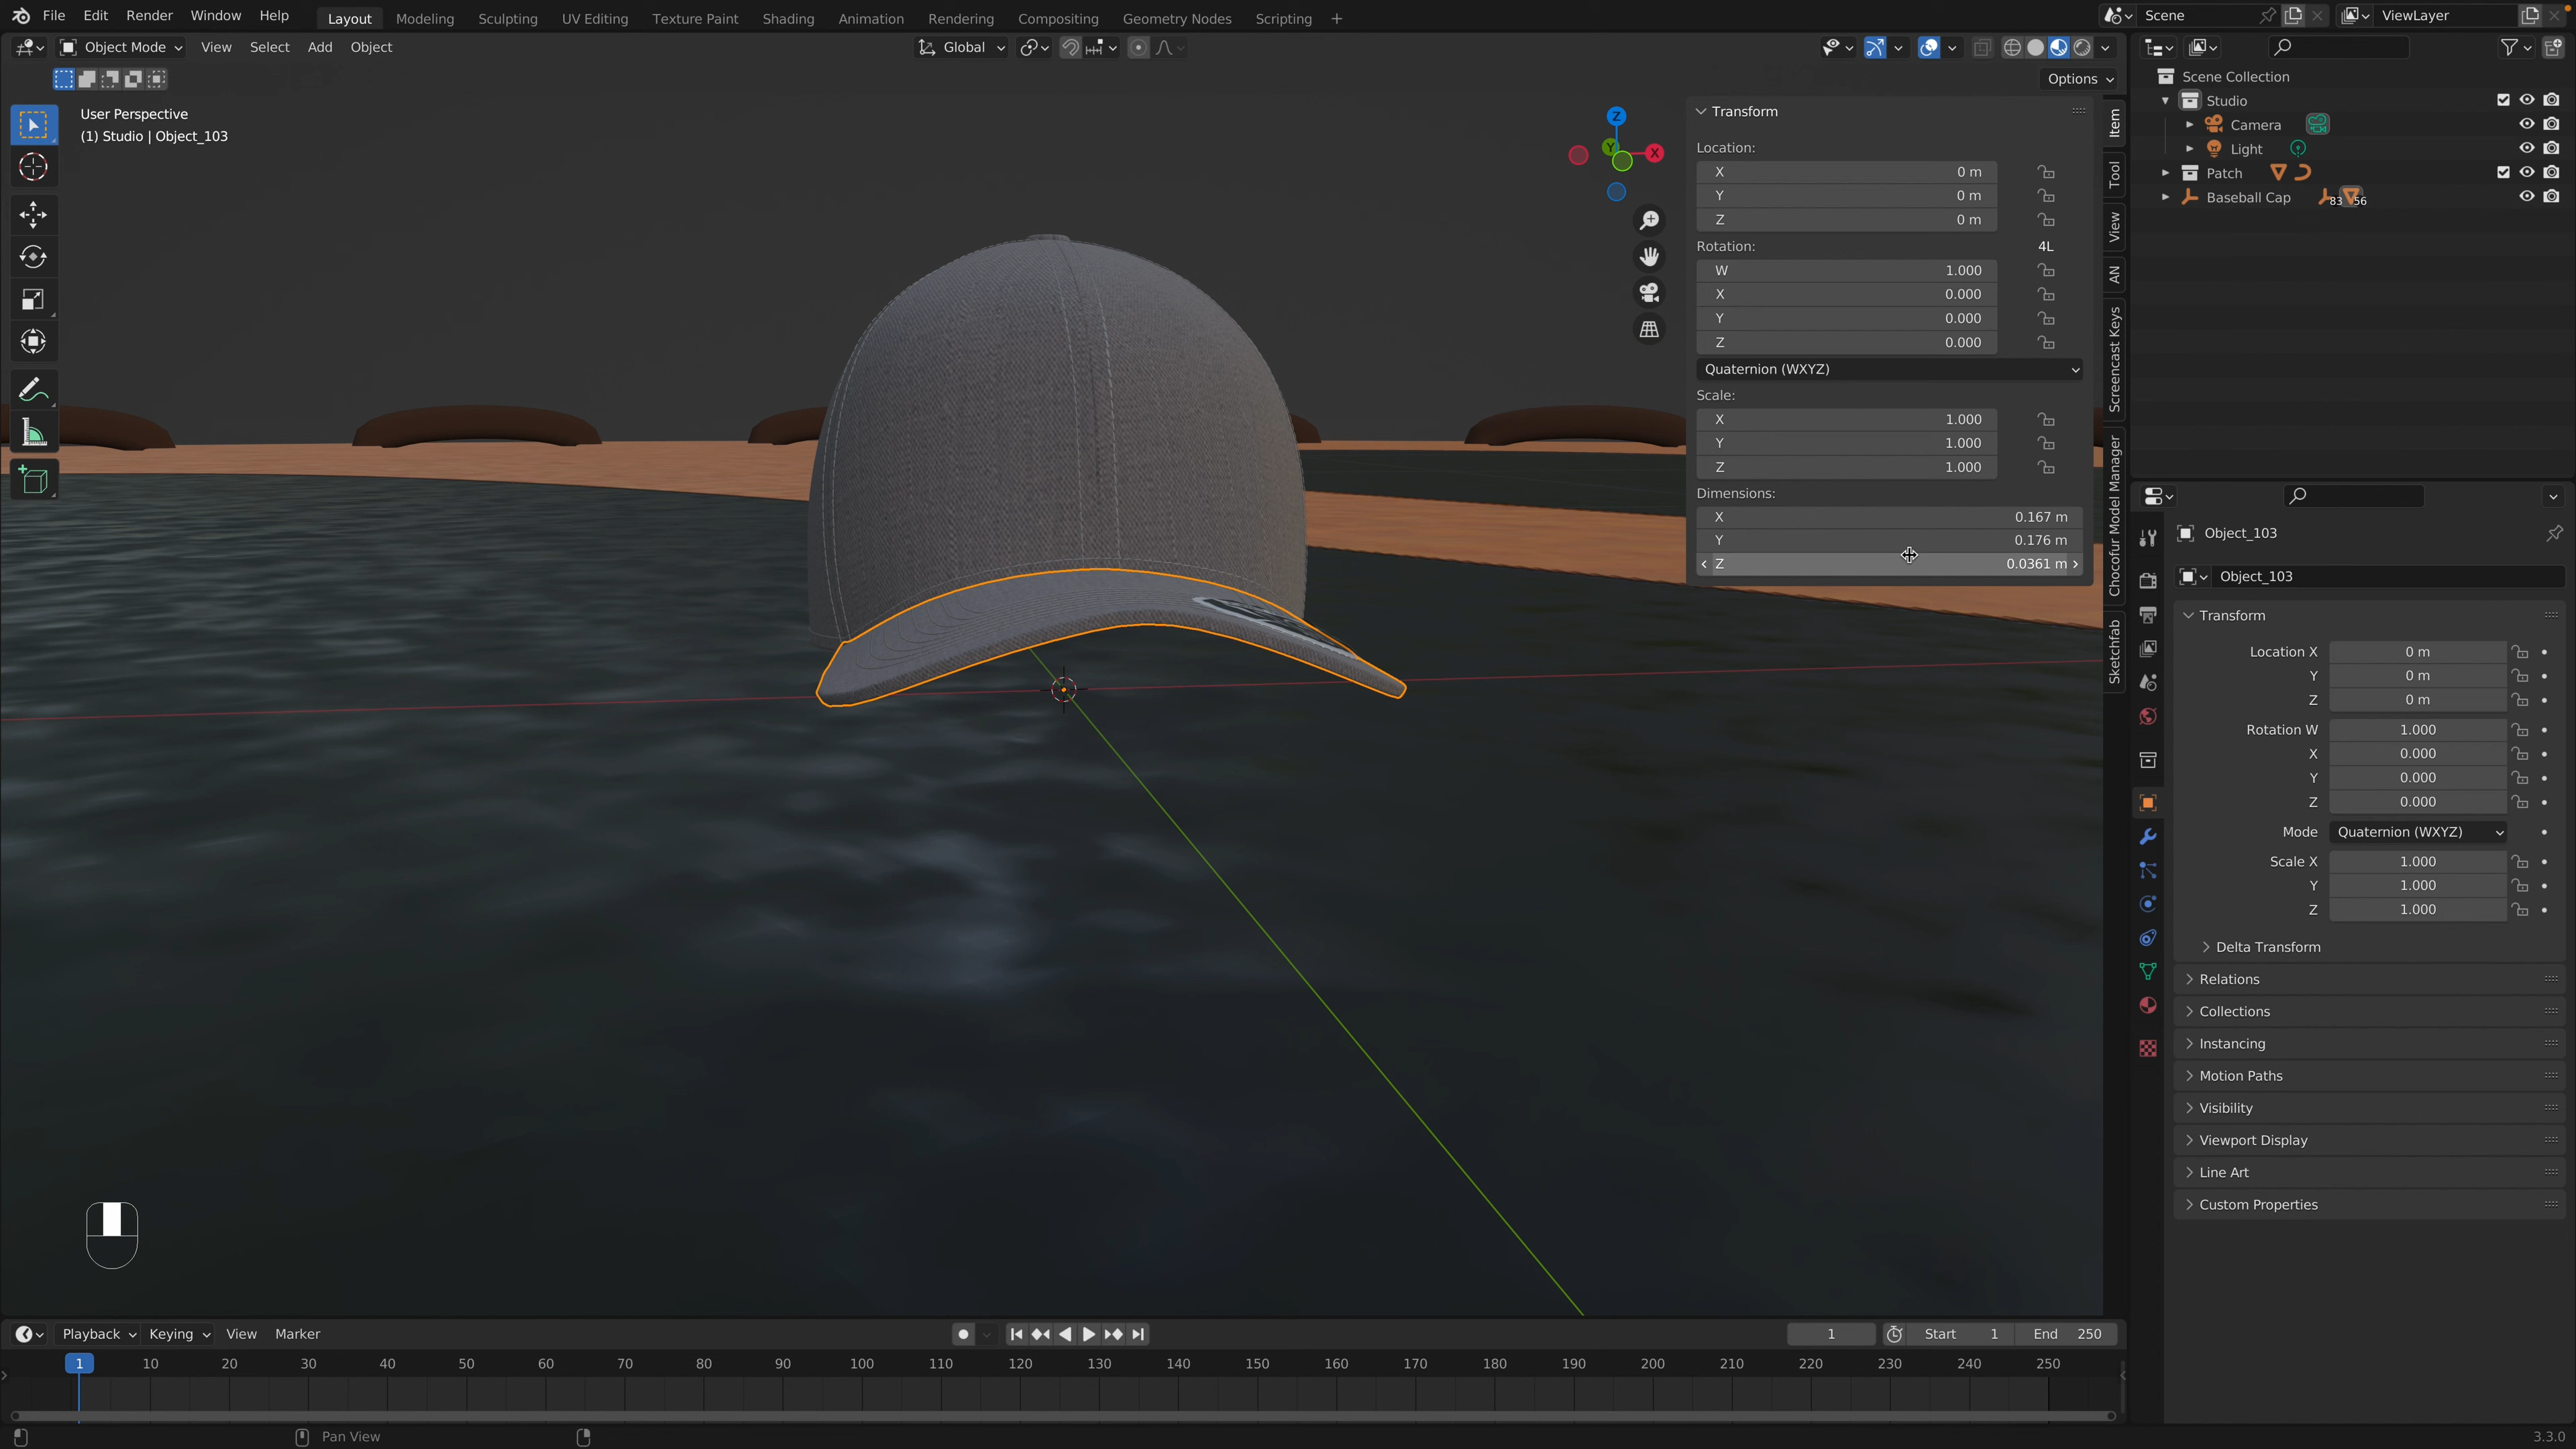 File Edit Render Window Help Layout Modeling Sculpting UV Editing Texture Paint Shading Animation Rendering Compositing Geometry Nodes Scripting + Scene ViewLayer
Object Mode View Select Add Object Global
Options
User Perspective
(1) Studio | Object_103
Z
Y
X
Transform
Location:
X 0 m
Y 0 m
Z 0 m
Rotation: 4L
W 1.000
X 0.000
Y 0.000
Z 0.000
Quaternion (WXYZ)
Scale:
X 1.000
Y 1.000
Z 1.000
Dimensions:
X 0.167 m
Y 0.176 m
Z 0.0361 m
Item
Tool
View
AN
Screencast Keys
Chocofur Model Manager
Sketchfab
Scene Collection
Studio
Camera
Light
Patch
Baseball Cap 83 56
Object_103
Object_103
Transform
Location X 0 m
Y 0 m
Z 0 m
Rotation W 1.000
X 0.000
Y 0.000
Z 0.000
Mode Quaternion (WXYZ)
Scale X 1.000
Y 1.000
Z 1.000
Delta Transform
Relations
Collections
Instancing
Motion Paths
Visibility
Viewport Display
Line Art
Custom Properties
Playback Keying View Marker 1 Start 1 End 250
1 10 20 30 40 50 60 70 80 90 100 110 120 130 140 150 160 170 180 190 200 210 220 230 240 250
Pan View 3.3.0